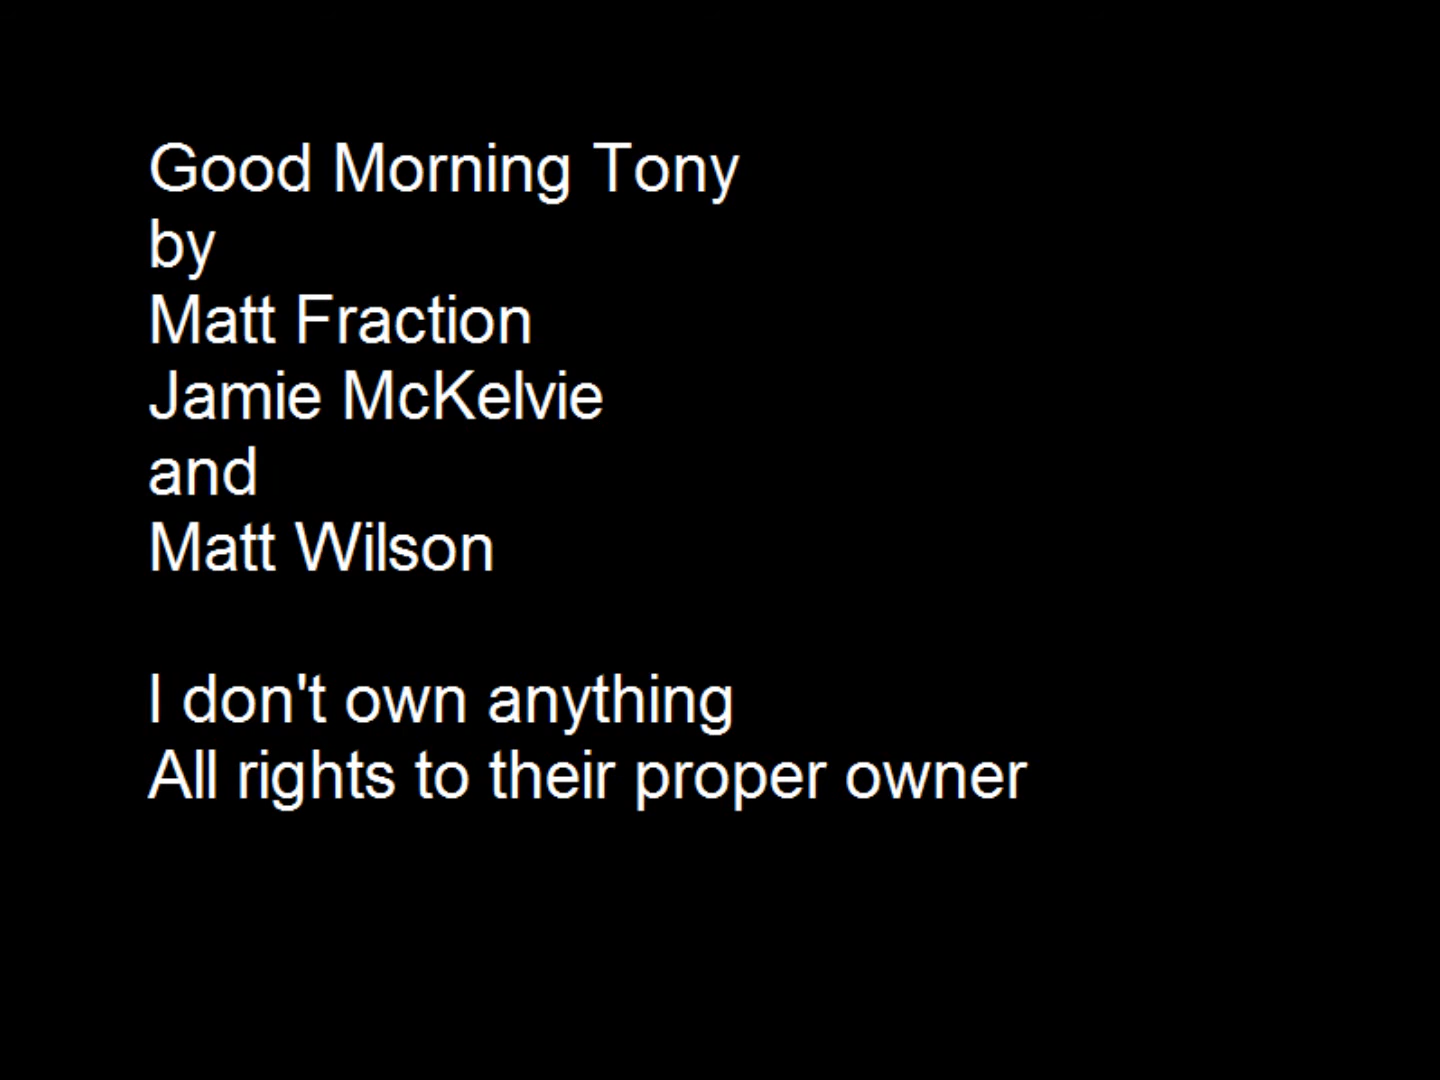 Good Morning Tony
by
Matt Fraction
Jamie McKelvie
and
Matt Wilson
I don't own anything
All rights to their proper owner